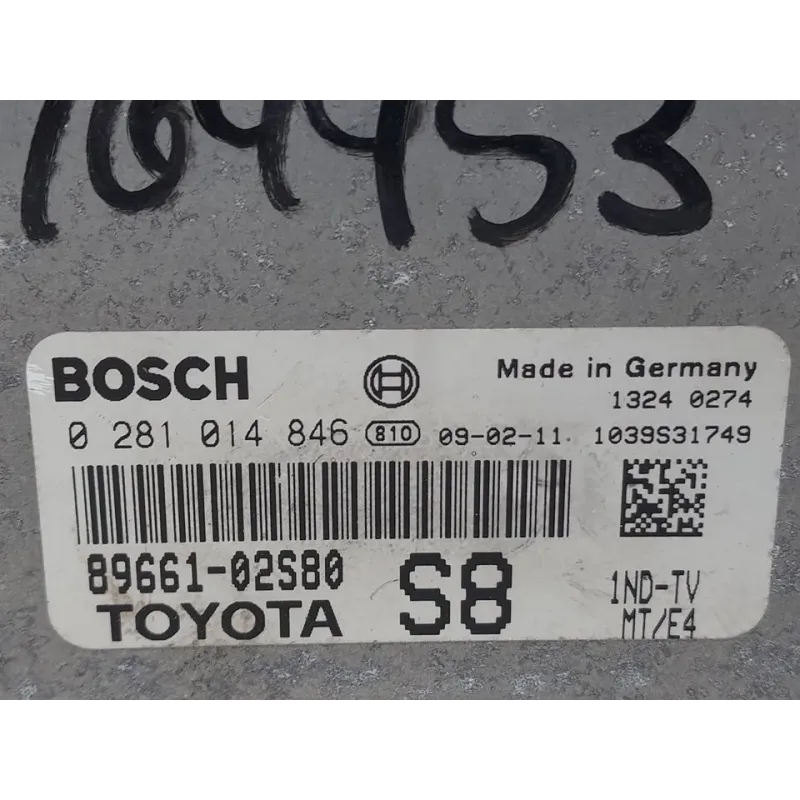 104453
BOSCH
Made in Germany
1324 0274
0 281 014 846 810 09-02-11 1039S31749
89661-02S80
S8
1ND-TV
TOYOTA
MT/E4